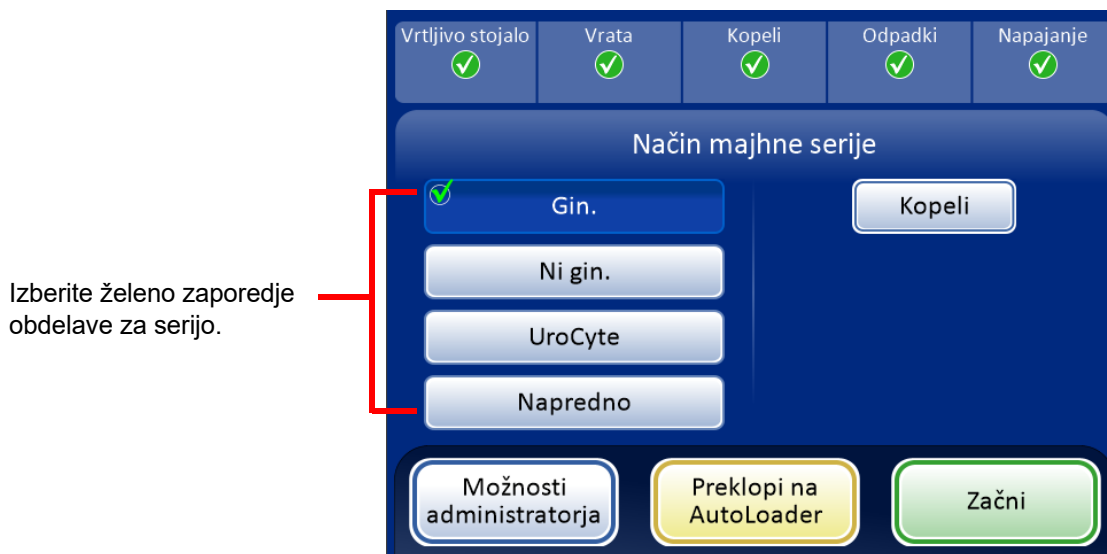 Vrtljivo stojalo
Vrata
Kopeli
Odpadki
Napajanje
Način majhne serije
Gin.
Kopeli
Ni gin.
UroCyte
Napredno
Izberite želeno zaporedje
obdelave za serijo.
Možnosti
administratorja
Preklopi na
AutoLoader
Začni